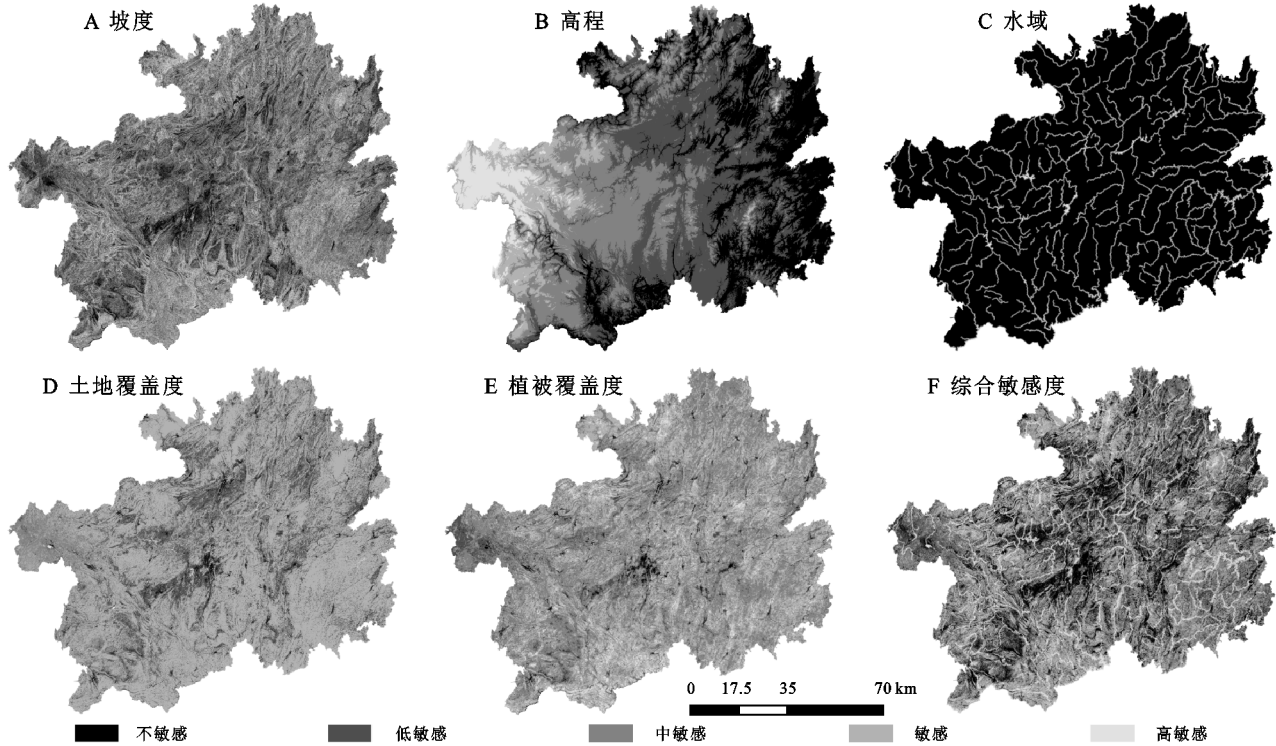 A 坡度
B 高程
C 水域
D 土地覆盖度
E 植被覆盖度
F 综合敏感度
0 17.5 35 70 km
不敏感 低敏感 中敏感 敏感 高敏感